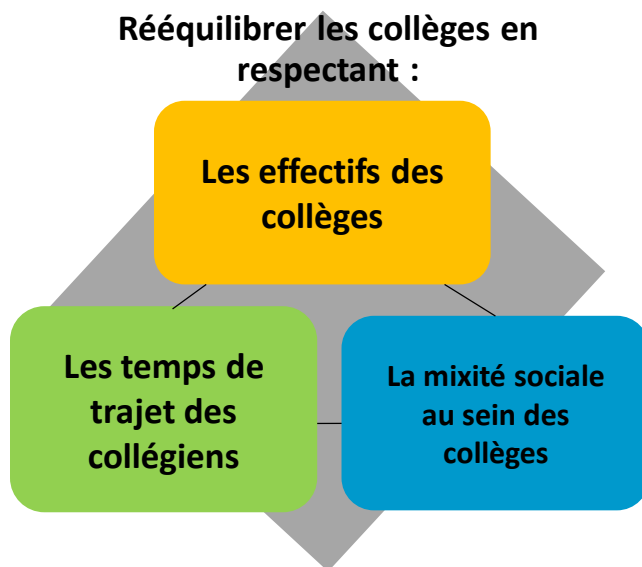 Rééquilibrer les collèges en
respectant :
Les effectifs des
collèges
Les temps de
trajet des
collégiens
La mixité sociale
au sein des
collèges